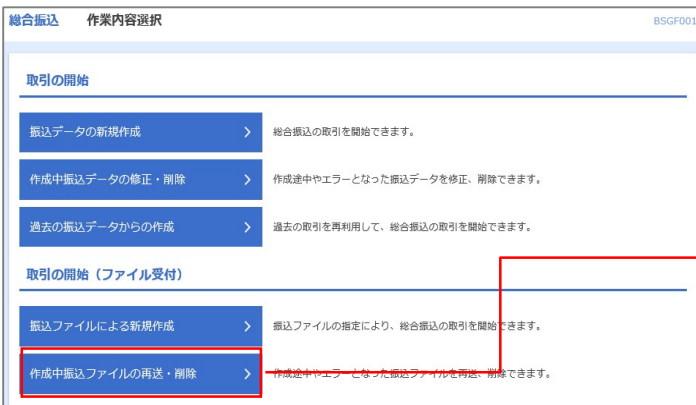 総合振込 作業内容選択 BSGF001
取引の開始
振込データの新規作成 総合振込の取引を開始できます。
作成中振込データの修正・削除 作成途中やエラーとなった振込データを修正、削除できます。
過去の振込データからの作成 過去の取引を再利用して、総合振込の取引を開始できます。
取引の開始（ファイル受付）
振込ファイルによる新規作成 振込ファイルの指定により、総合振込の取引を開始できます。
作成中振込ファイルの再送・削除 作成途中やエラーとなった振込ファイルを再送、削除できます。